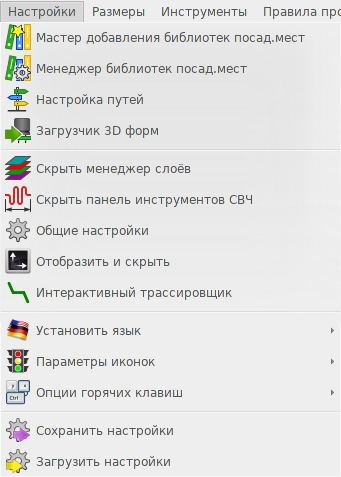 Настройки Размеры Инструменты Правила про
Мастер добавления библиотек посад.мест
Менеджер библиотек посад.мест
Настройка путей
Загрузчик 3D форм
Скрыть менеджер слоёв
Скрыть панель инструментов СВЧ
Общие настройки
Отобразить и скрыть
Интерактивный трассировщик
Установить язык
Параметры иконок
Опции горячих клавиш
Сохранить настройки
Загрузить настройки